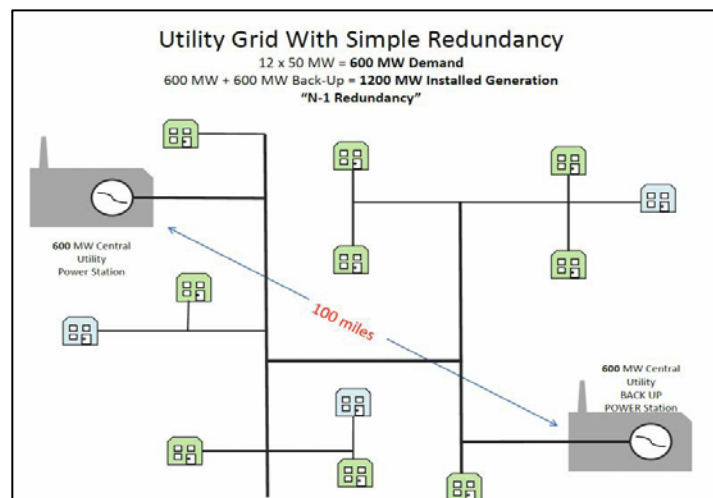 Utility Grid With Simple Redundancy
12 x 50 MW = 600 MW Demand
600 MW + 600 MW Back-Up = 1200 MW Installed Generation
“N-1 Redundancy”
600 MW Central
Utility
Power Station
100 miles
600 MW Central
Utility
BACK UP
POWER Station